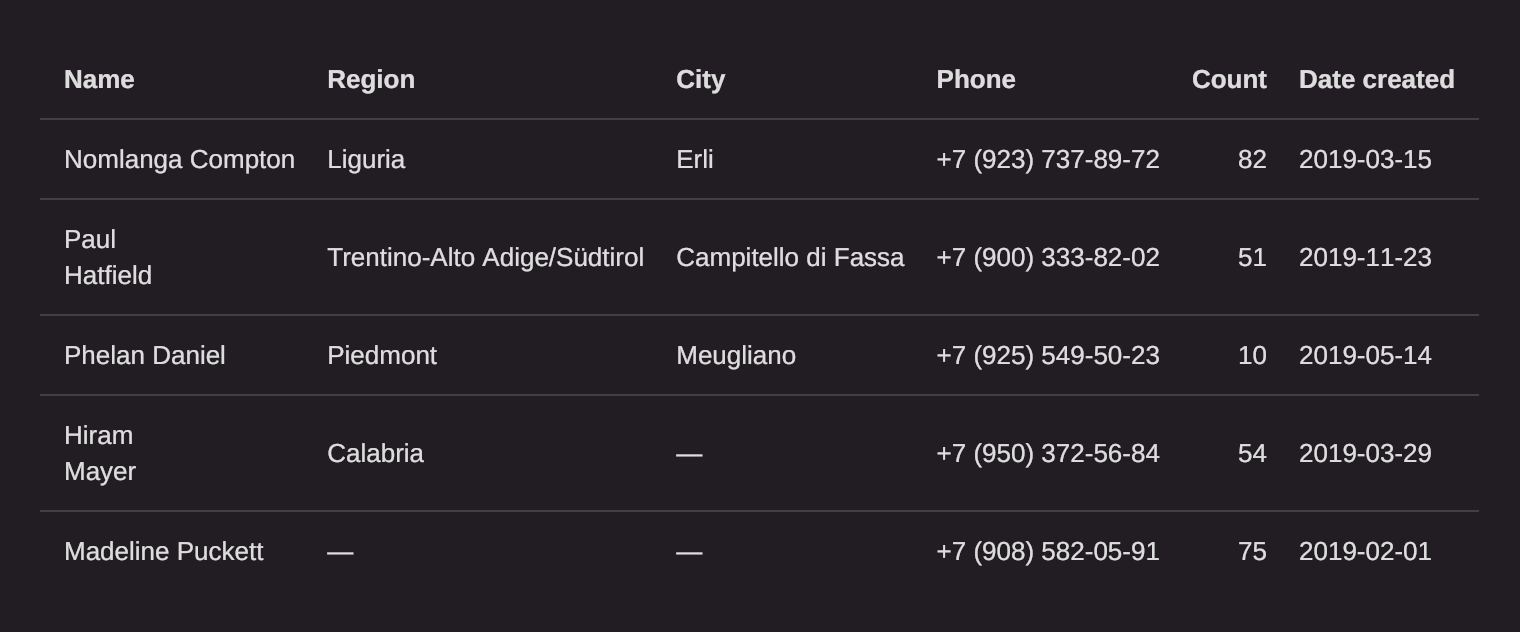 Name Region City Phone Count Date created
Nomlanga Compton Liguria Erli +7 (923) 737-89-72 82 2019-03-15
Paul
Hatfield
Trentino-Alto Adige/Südtirol Campitello di Fassa +7 (900) 333-82-02 51 2019-11-23
Phelan Daniel Piedmont Meugliano +7 (925) 549-50-23 10 2019-05-14
Hiram
Mayer
Calabria — +7 (950) 372-56-84 54 2019-03-29
Madeline Puckett — — +7 (908) 582-05-91 75 2019-02-01